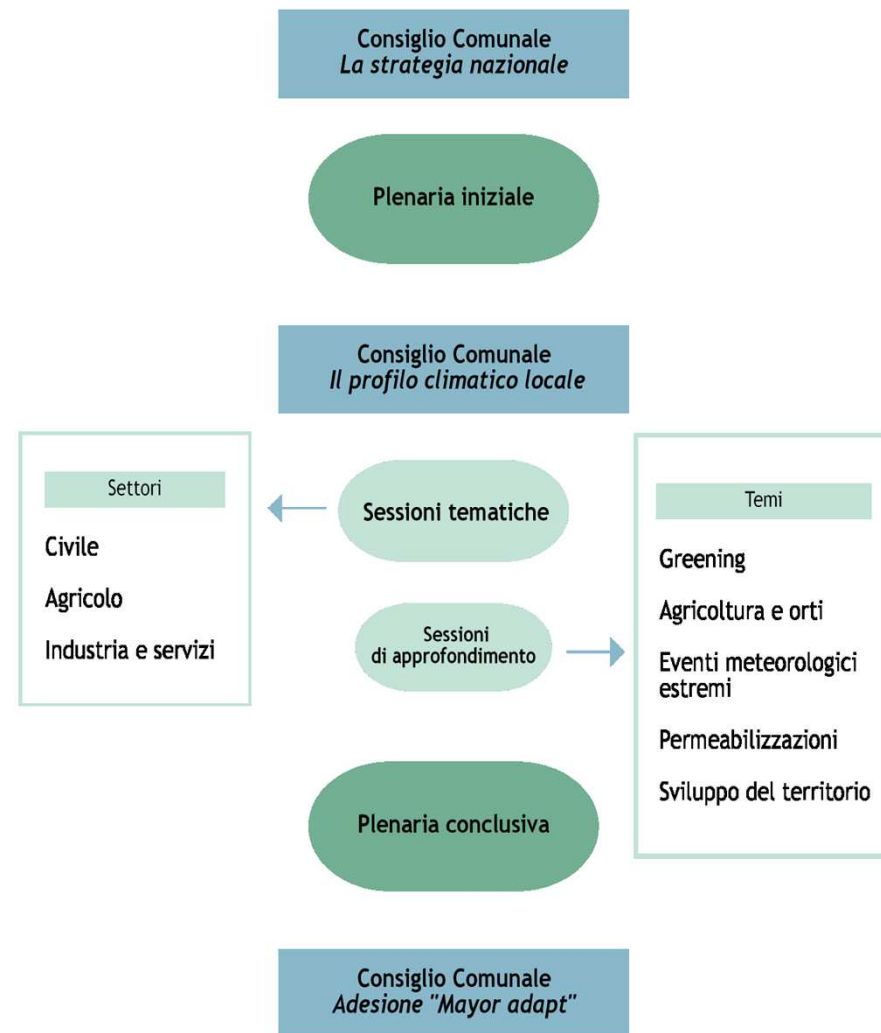 Consiglio Comunale
La strategia nazionale
Plenaria iniziale
Consiglio Comunale
Il profilo climatico locale
Settori
Civile
Agricolo
Industria e servizi
Sessioni tematiche
Sessioni
di approfondimento
Temi
Greening
Agricoltura e orti
Eventi meteorologici
estremi
Permeabilizzazioni
Sviluppo del territorio
Plenaria conclusiva
Consiglio Comunale
Adesione "Mayor adapt"